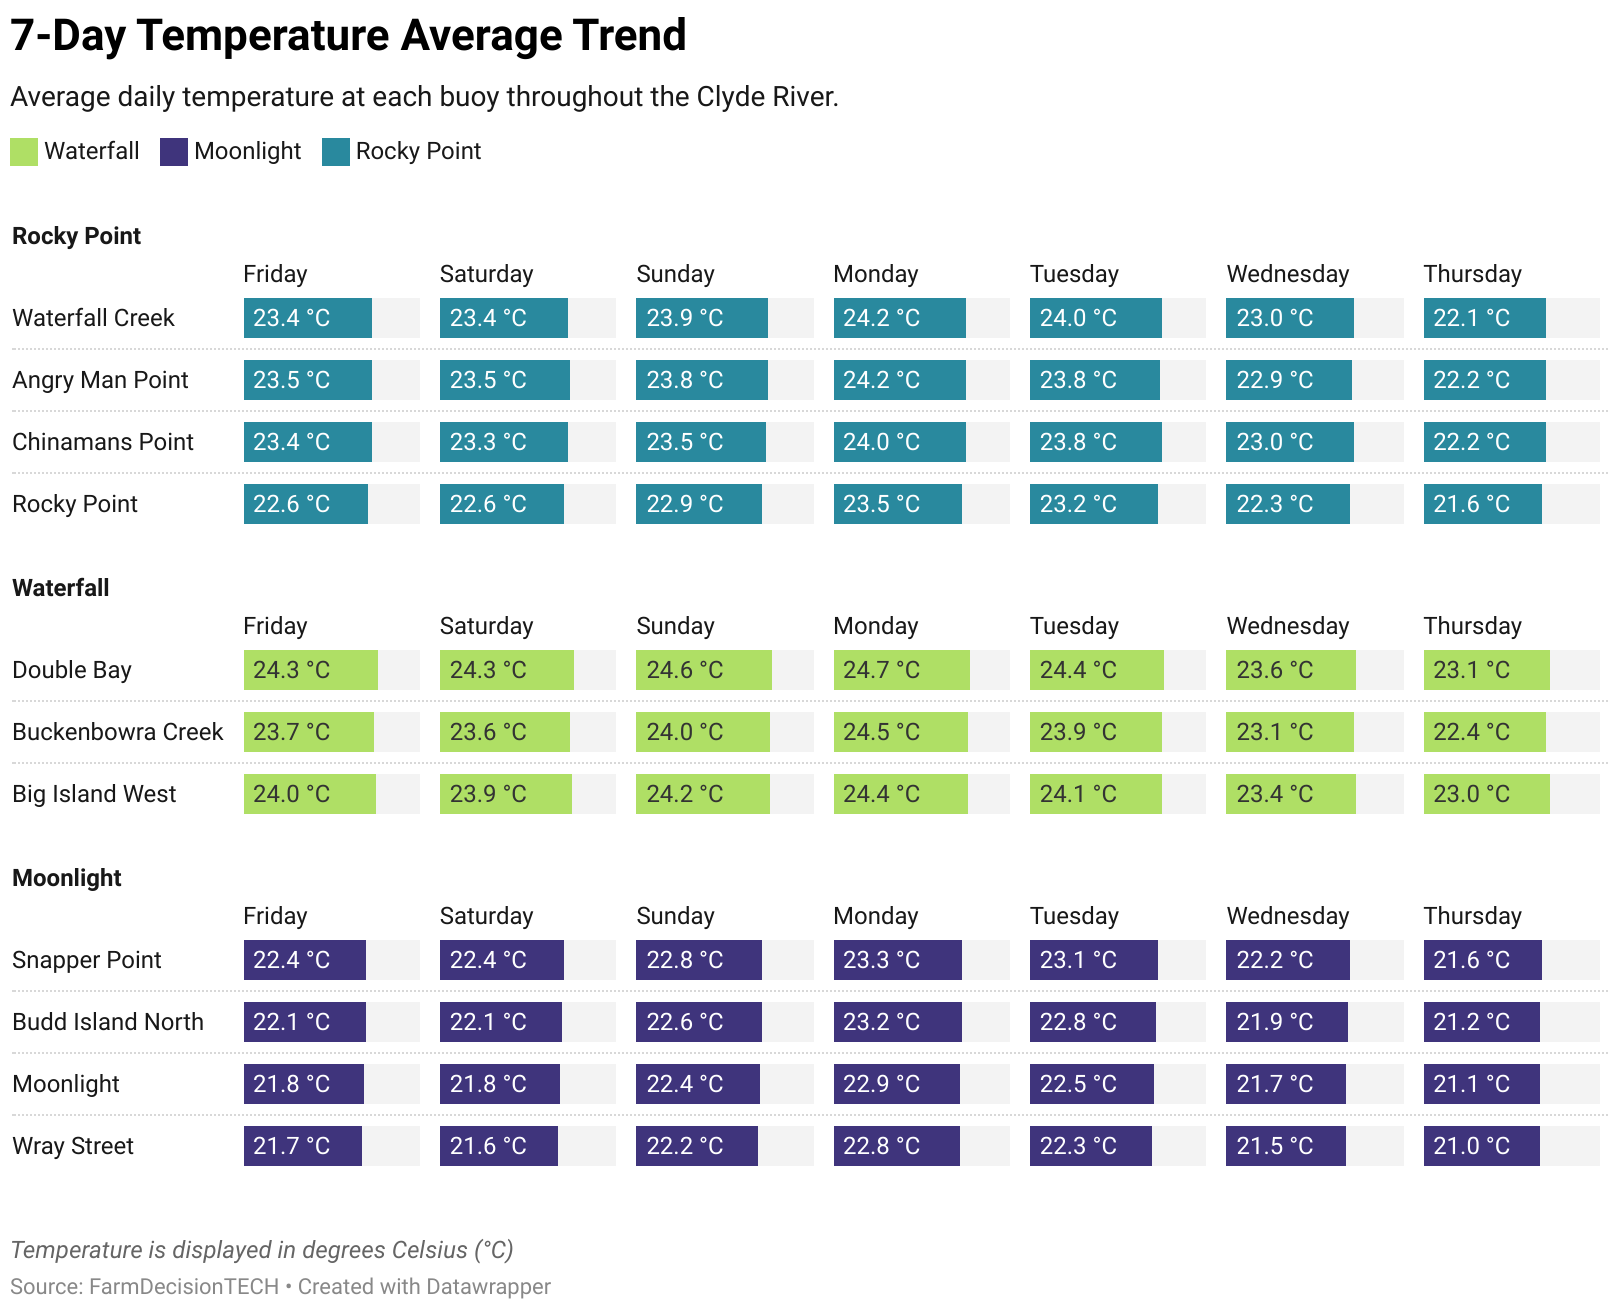 7-Day Temperature Average Trend
Average daily temperature at each buoy throughout the Clyde River.
Waterfall Moonlight Rocky Point
Rocky Point
Friday Saturday Sunday Monday Tuesday Wednesday Thursday
Waterfall Creek 23.4 °C 23.4 °C 23.9 °C 24.2 °C 24.0 °C 23.0 °C 22.1 °C
Angry Man Point 23.5 °C 23.5 °C 23.8 °C 24.2 °C 23.8 °C 22.9 °C 22.2 °C
Chinamans Point 23.4 °C 23.3 °C 23.5 °C 24.0 °C 23.8 °C 23.0 °C 22.2 °C
Rocky Point 22.6 °C 22.6 °C 22.9 °C 23.5 °C 23.2 °C 22.3 °C 21.6 °C
Waterfall
Friday Saturday Sunday Monday Tuesday Wednesday Thursday
Double Bay 24.3 °C 24.3 °C 24.6 °C 24.7 °C 24.4 °C 23.6 °C 23.1 °C
Buckenbowra Creek 23.7 °C 23.6 °C 24.0 °C 24.5 °C 23.9 °C 23.1 °C 22.4 °C
Big Island West 24.0 °C 23.9 °C 24.2 °C 24.4 °C 24.1 °C 23.4 °C 23.0 °C
Moonlight
Friday Saturday Sunday Monday Tuesday Wednesday Thursday
Snapper Point 22.4 °C 22.4 °C 22.8 °C 23.3 °C 23.1 °C 22.2 °C 21.6 °C
Budd Island North 22.1 °C 22.1 °C 22.6 °C 23.2 °C 22.8 °C 21.9 °C 21.2 °C
Moonlight 21.8 °C 21.8 °C 22.4 °C 22.9 °C 22.5 °C 21.7 °C 21.1 °C
Wray Street 21.7 °C 21.6 °C 22.2 °C 22.8 °C 22.3 °C 21.5 °C 21.0 °C
Temperature is displayed in degrees Celsius (°C)
Source: FarmDecisionTECH • Created with Datawrapper